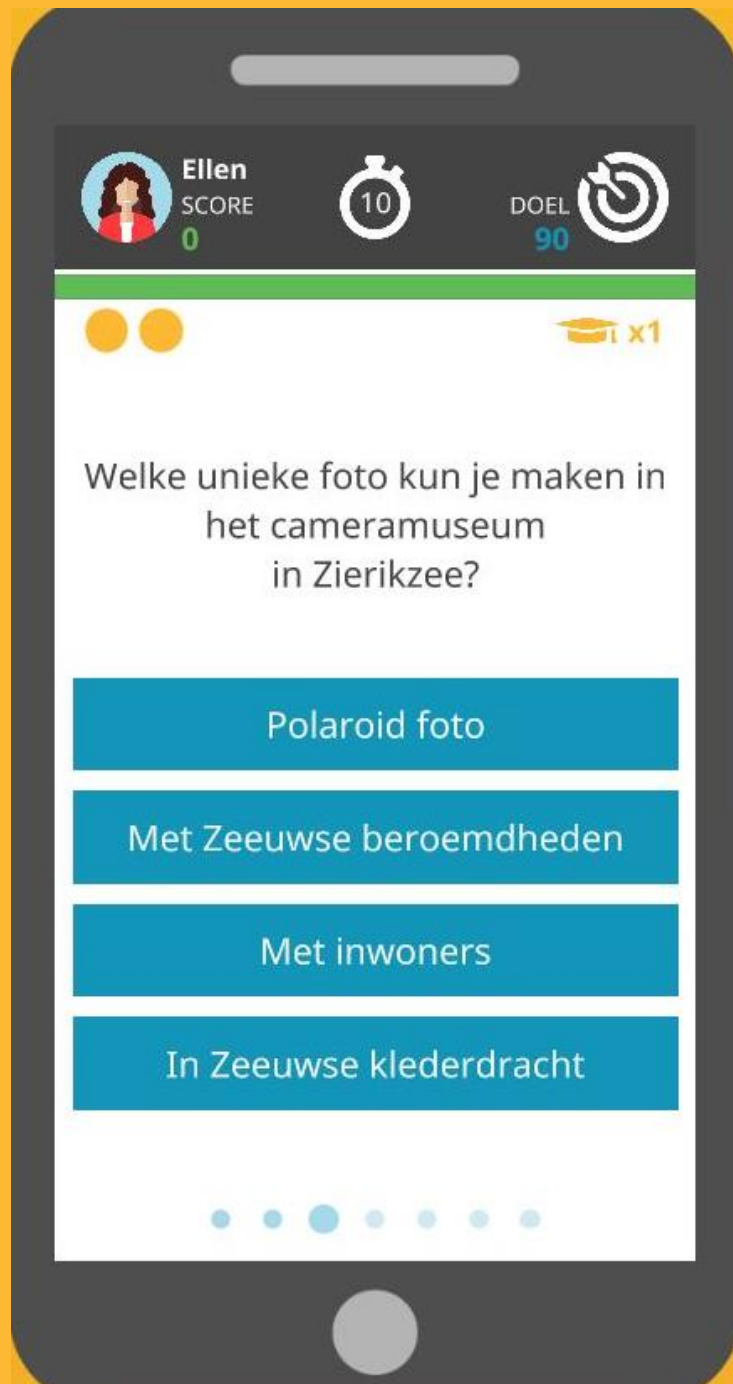 Ellen
SCORE
0
10
DOEL
90
x1
Welke unieke foto kun je maken in
het cameramuseum
in Zierikzee?
Polaroid foto
Met Zeeuwse beroemdheden
Met inwoners
In Zeeuwse klederdracht